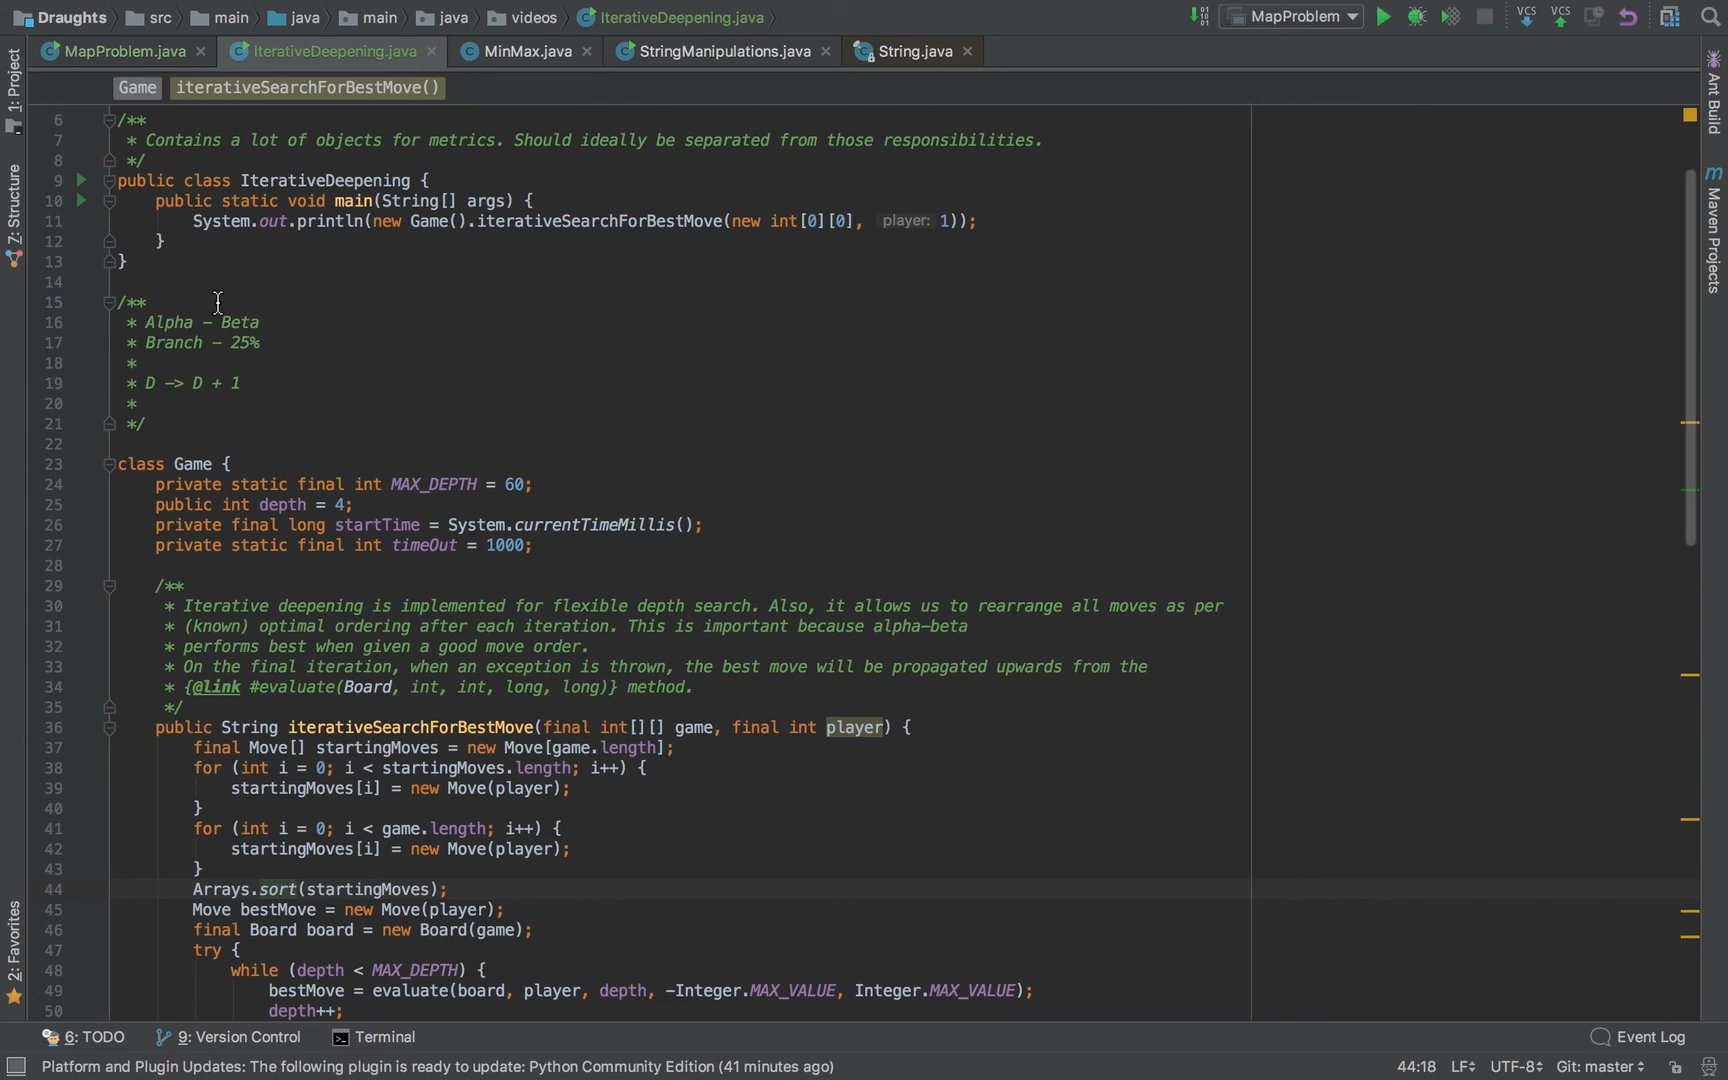 Draughts src main java main java videos IterativeDeepening.java MapProblem VCS VCS
MapProblem.java IterativeDeepening.java MinMax.java StringManipulations.java String.java
Game iterativeSearchForBestMove()
1: Project
7: Structure
2: Favorites
Ant Build
Maven Projects
6 /**
7 * Contains a lot of objects for metrics. Should ideally be separated from those responsibilities.
8 */
9 public class IterativeDeepening {
10 public static void main(String[] args) {
11 System.out.println(new Game().iterativeSearchForBestMove(new int[0][0], player: 1));
12 }
13 }
14
15 /**
16 * Alpha - Beta
17 * Branch - 25%
18 *
19 * D -> D + 1
20 *
21 */
22
23 class Game {
24 private static final int MAX_DEPTH = 60;
25 public int depth = 4;
26 private final long startTime = System.currentTimeMillis();
27 private static final int timeOut = 1000;
28
29 /**
30 * Iterative deepening is implemented for flexible depth search. Also, it allows us to rearrange all moves as per
31 * (known) optimal ordering after each iteration. This is important because alpha-beta
32 * performs best when given a good move order.
33 * On the final iteration, when an exception is thrown, the best move will be propagated upwards from the
34 * {@link #evaluate(Board, int, int, long, long)} method.
35 */
36 public String iterativeSearchForBestMove(final int[][] game, final int player) {
37 final Move[] startingMoves = new Move[game.length];
38 for (int i = 0; i < startingMoves.length; i++) {
39 startingMoves[i] = new Move(player);
40 }
41 for (int i = 0; i < game.length; i++) {
42 startingMoves[i] = new Move(player);
43 }
44 Arrays.sort(startingMoves);
45 Move bestMove = new Move(player);
46 final Board board = new Board(game);
47 try {
48 while (depth < MAX_DEPTH) {
49 bestMove = evaluate(board, player, depth, -Integer.MAX_VALUE, Integer.MAX_VALUE);
50 depth++;
6: TODO 9: Version Control Terminal Event Log
Platform and Plugin Updates: The following plugin is ready to update: Python Community Edition (41 minutes ago) 44:18 LF UTF-8 Git: master